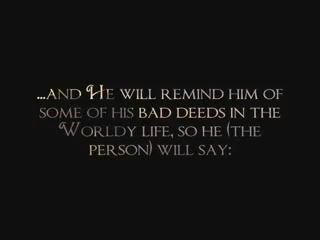 ...and He will remind him of
some of his bad deeds in the
Worldy life, so he (the
person) will say: